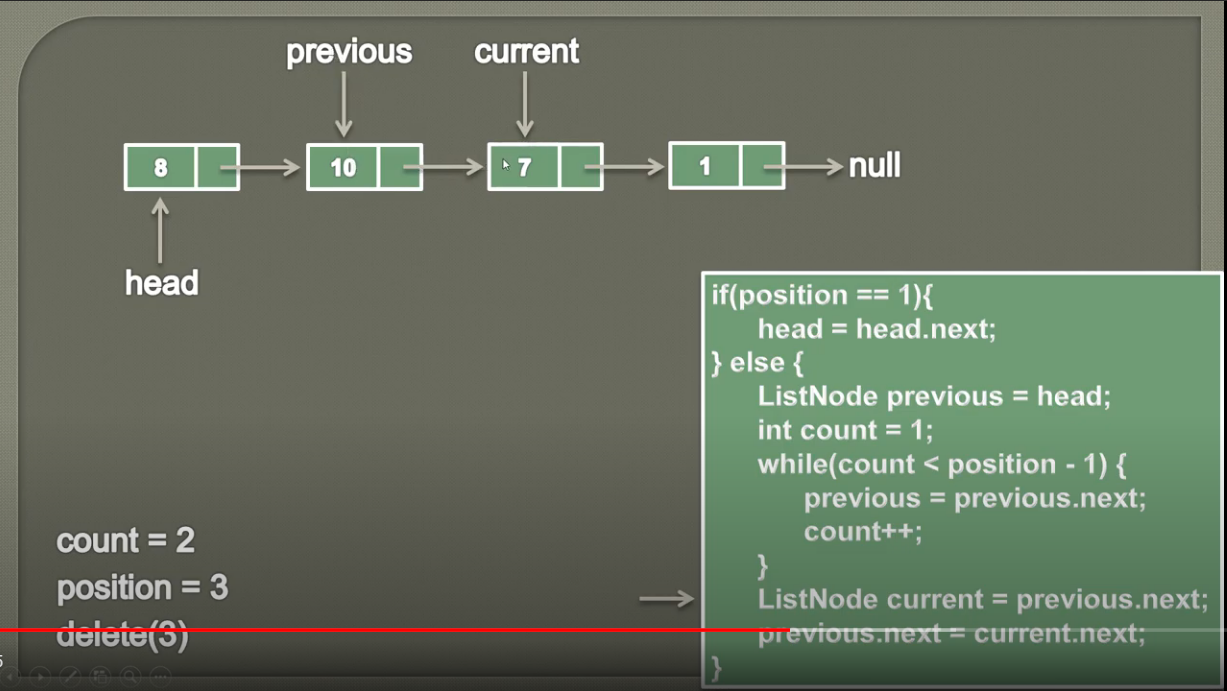 previous
current
8
10
7
1
null
head
if(position == 1){
head = head.next;
} else {
ListNode previous = head;
int count = 1;
while(count < position - 1) {
previous = previous.next;
count++;
}
ListNode current = previous.next;
previous.next = current.next;
}
count = 2
position = 3
delete(3)
5